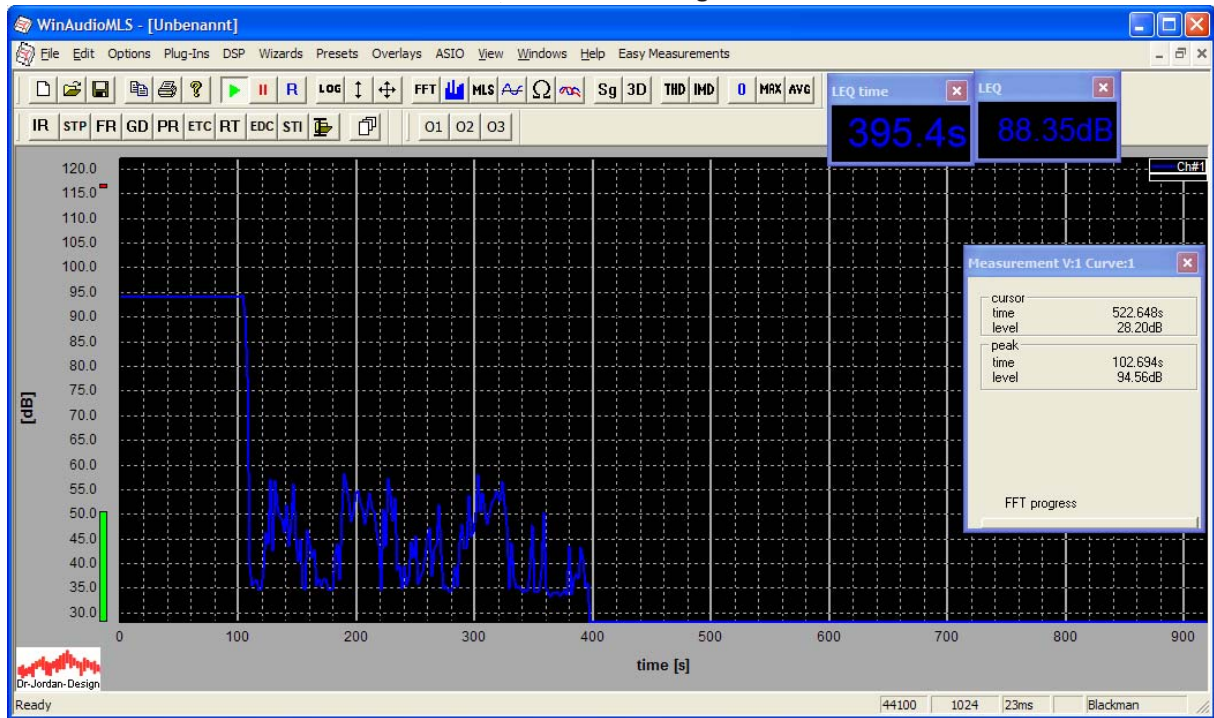 WinAudioMLS - [Unbenannt]
File Edit Options Plug-Ins DSP Wizards Presets Overlays ASIO View Windows Help Easy Measurements
R LOG FFT MLS Ω Sg 3D THD IMD 0 MAX AVG
IR STP FR GD PR ETC RT EDC STI O1 O2 O3
LEQ time
395.4s
LEQ
88.35dB
Ch#1
[dB]
120.0
115.0
110.0
105.0
100.0
95.0
90.0
85.0
80.0
75.0
70.0
65.0
60.0
55.0
50.0
45.0
40.0
35.0
30.0
0 100 200 300 400 500 600 700 800 900
time [s]
Measurement V:1 Curve:1
cursor
time 522.648s
level 28.20dB
peak
time 102.694s
level 94.56dB
FFT progress
Dr-Jordan-Design
Ready 44100 1024 23ms Blackman